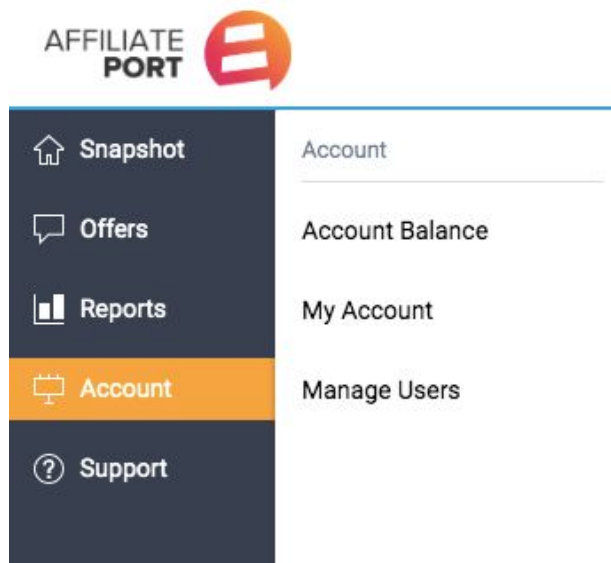 AFFILIATE
PORT
Snapshot
Offers
Reports
Account
Support
Account
Account Balance
My Account
Manage Users